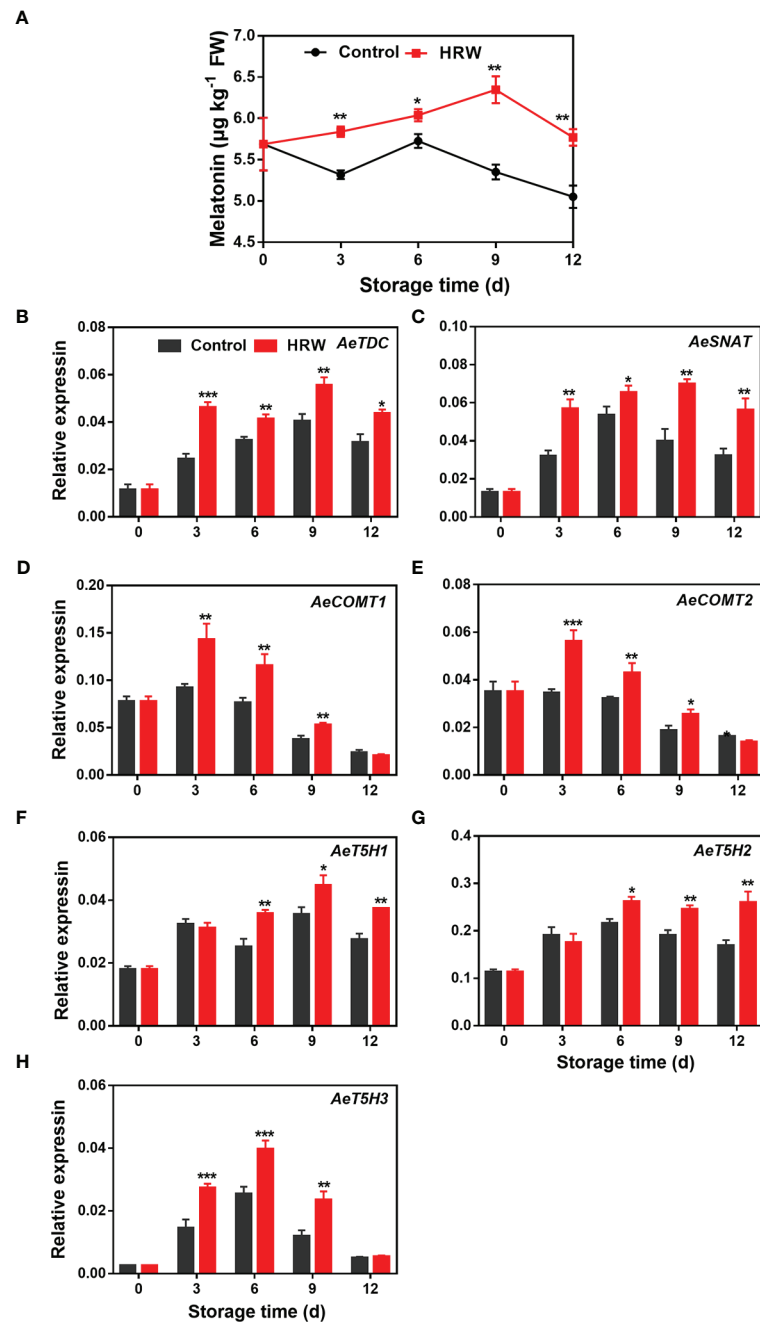 A
Control HRW
Melatonin (µg kg⁻¹ FW)
6.5
** 
** * **
7.0
6.5
6.0
5.5
5.0
4.5
0 3 6 9 12
Storage time (d)
B
Control HRW
AeTDC
Relative expressin
0.08
0.06
0.04
0.02
0.00
*** ** ** *
0 3 6 9 12
C
AeSNAT
0.10
0.08
0.06
0.04
0.02
0.00
** * ** **
0 3 6 9 12
D
AeCOMT1
Relative expressin
0.20
0.15
0.10
0.05
0.00
** ** **
0 3 6 9 12
E
AeCOMT2
0.08
0.06
0.04
0.02
0.00
*** ** * *
0 3 6 9 12
F
AeT5H1
Relative expressin
0.06
0.04
0.02
0.00
** * **
0 3 6 9 12
G
AeT5H2
0.4
0.3
0.2
0.1
0.0
* ** **
0 3 6 9 12
Storage time (d)
H
AeT5H3
Relative expressin
0.06
0.04
0.02
0.00
*** *** **
0 3 6 9 12
Storage time (d)